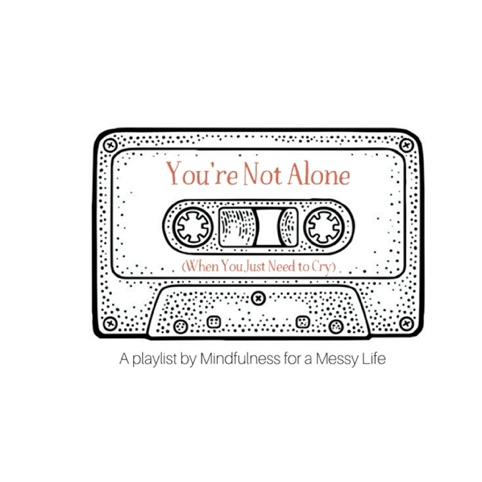 You're Not Alone
(When You Just Need to Cry)
A playlist by Mindfulness for a Messy Life